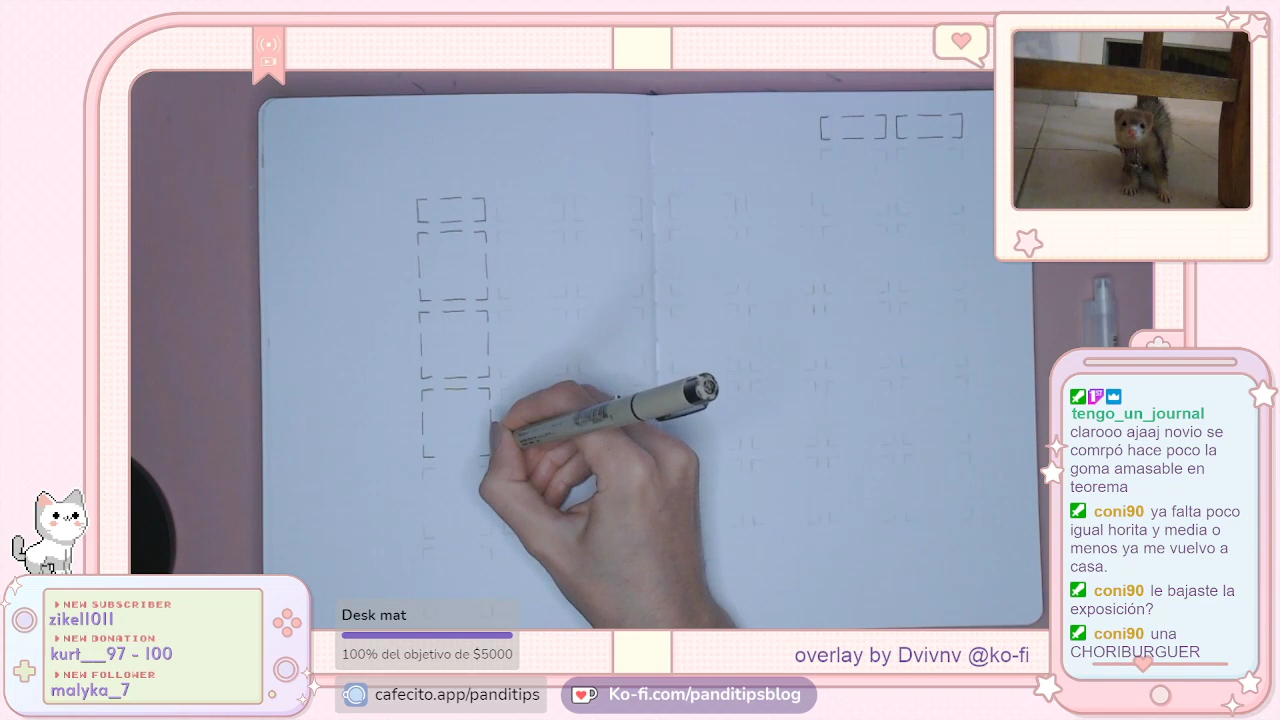 tengo_un_journal
clarooo ajaaj novio se
comrpó hace poco la
goma amasable en
teorema
coni90 ya falta poco
igual horita y media o
menos ya me vuelvo a
casa.
coni90 le bajaste la
exposición?
coni90 una
CHORIBURGUER
NEW SUBSCRIBER
zikell0ll
NEW DONATION
kurt__97 - 100
NEW FOLLOWER
malyka_7
Desk mat
100% del objetivo de $5000
overlay by Dvivnv @ko-fi
cafecito.app/panditips
Ko-fi.com/panditipsblog